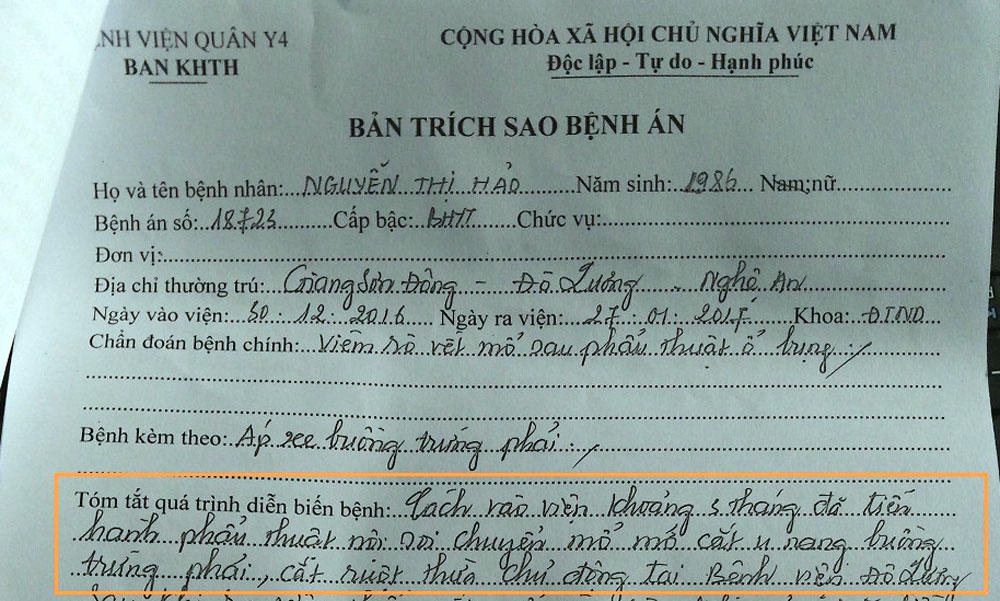 ỆNH VIỆN QUÂN Y4
BAN KHTH
CỘNG HÒA XÃ HỘI CHỦ NGHĨA VIỆT NAM
Độc lập - Tự do - Hạnh phúc
BẢN TRÍCH SAO BỆNH ÁN
Họ và tên bệnh nhân: NGUYỄN THỊ HẢO Năm sinh: 1986 Nam; nữ
Bệnh án số: 18723 Cấp bậc: BHYT Chức vụ:
Đơn vị:
Địa chỉ thường trú: Giang Sơn Đông - Đô Lương - Nghệ An
Ngày vào viện: 30.12.2016 Ngày ra viện: 27.01.2017 Khoa: ĐTND
Chẩn đoán bệnh chính: Viêm rò vết mổ sau phẫu thuật ổ bụng
Bệnh kèm theo: Áp xe buồng trứng phải
Tóm tắt quá trình diễn biến bệnh: Cách vào viện khoảng tháng đã tiến
hành phẫu thuật nội soi chuyển mổ mở cắt u nang buồng
trứng phải, cắt ruột thừa chủ động tại Bệnh viện Đô Lương